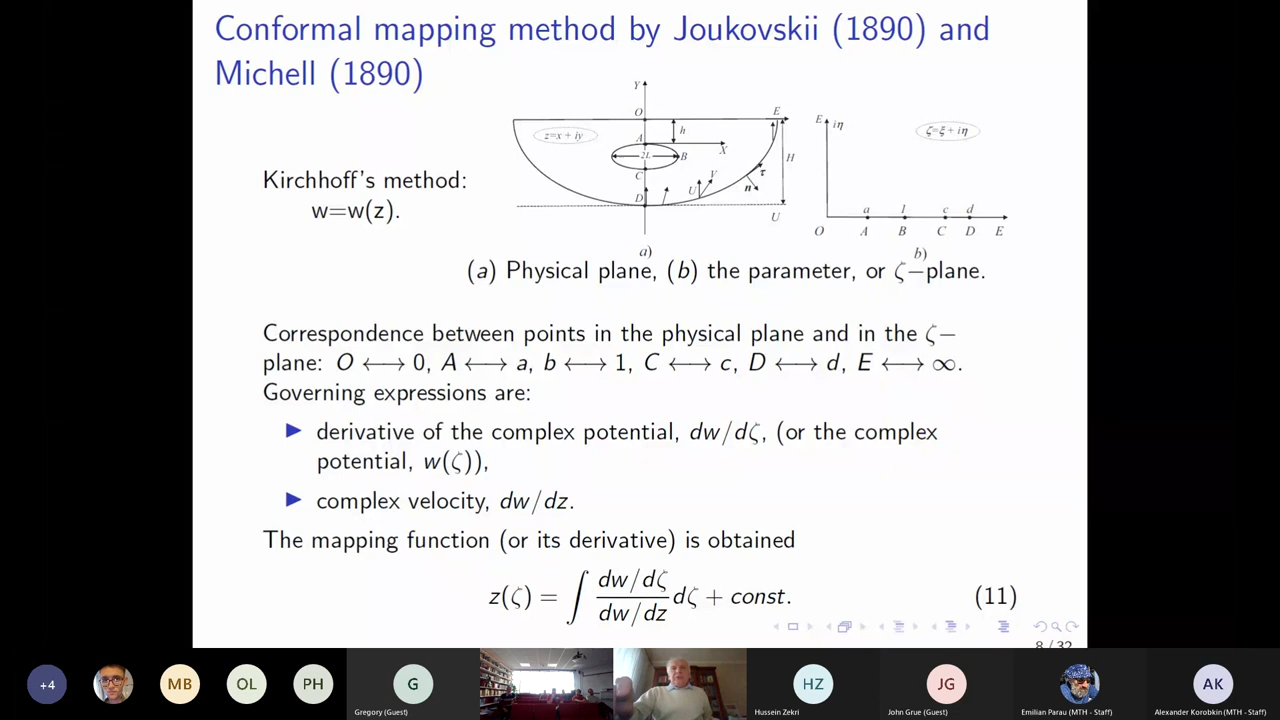 Conformal mapping method by Joukovskii (1890) and
Michell (1890)
Kirchhoff's method:
w=w(z).
Y
O
E
z=x + iy
h
A
X
2L
B
H
C
τ
V
n
D
U
U
a)
E
iη
ζ=ξ + iη
a
l
c
d
O
A
B
C
D
E
b)
(a) Physical plane, (b) the parameter, or ζ−plane.
Correspondence between points in the physical plane and in the ζ−
plane: O ⟷ 0, A ⟷ a, b ⟷ 1, C ⟷ c, D ⟷ d, E ⟷ ∞.
Governing expressions are:
derivative of the complex potential, dw/dζ, (or the complex
potential, w(ζ)),
complex velocity, dw/dz.
The mapping function (or its derivative) is obtained
z(ζ) = ∫ (dw/dζ)/(dw/dz) dζ + const. (11)
8 / 32
+4
MB
OL
PH
G
Gregory (Guest)
HZ
Hussein Zekri
JG
John Grue (Guest)
Emilian Parau (MTH - Staff)
AK
Alexander Korobkin (MTH - Staff)